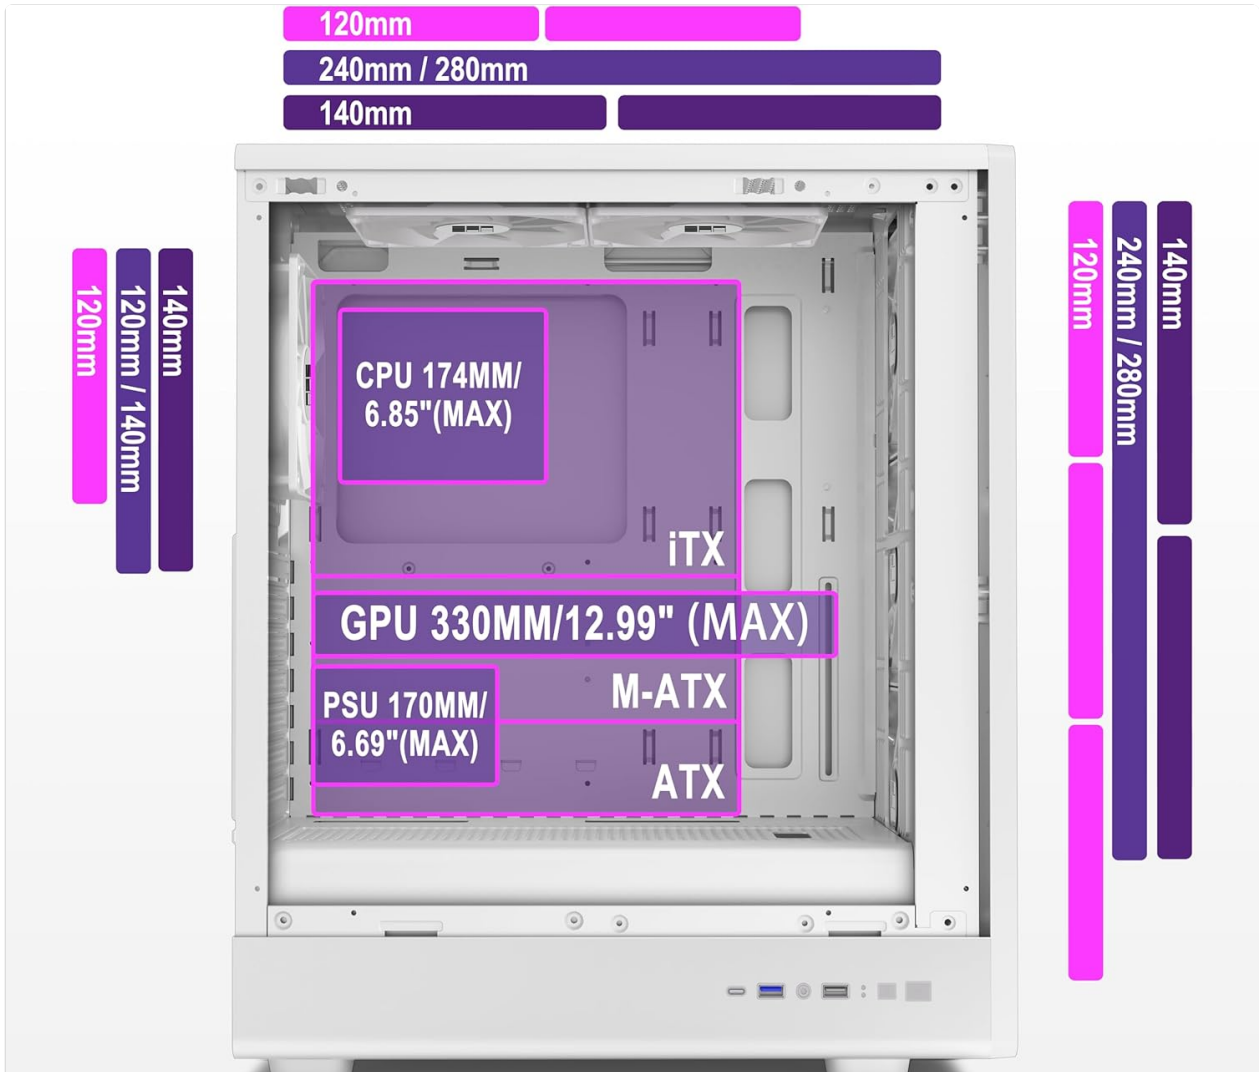 120mm
240mm / 280mm
140mm
120mm
120mm / 140mm
140mm
120mm
240mm / 280mm
140mm
CPU 174MM/
6.85"(MAX)
iTX
GPU 330MM/12.99" (MAX)
M-ATX
PSU 170MM/
6.69"(MAX)
ATX